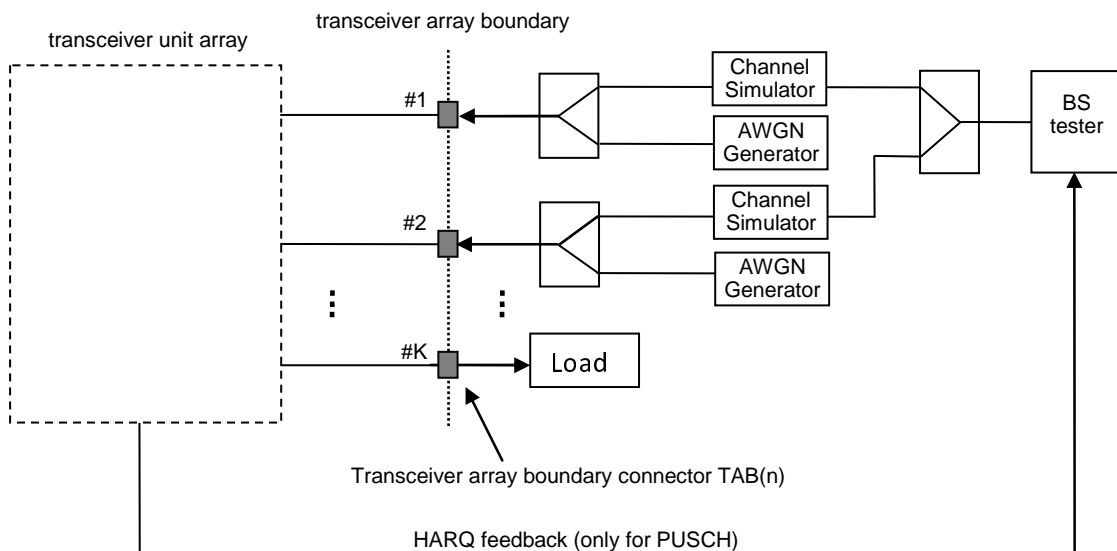 transceiver array boundary
transceiver unit array
#1
Channel
Simulator
AWGN
Generator
BS
tester
#2
Channel
Simulator
AWGN
Generator
#K
Load
Transceiver array boundary connector TAB(n)
HARQ feedback (only for PUSCH)